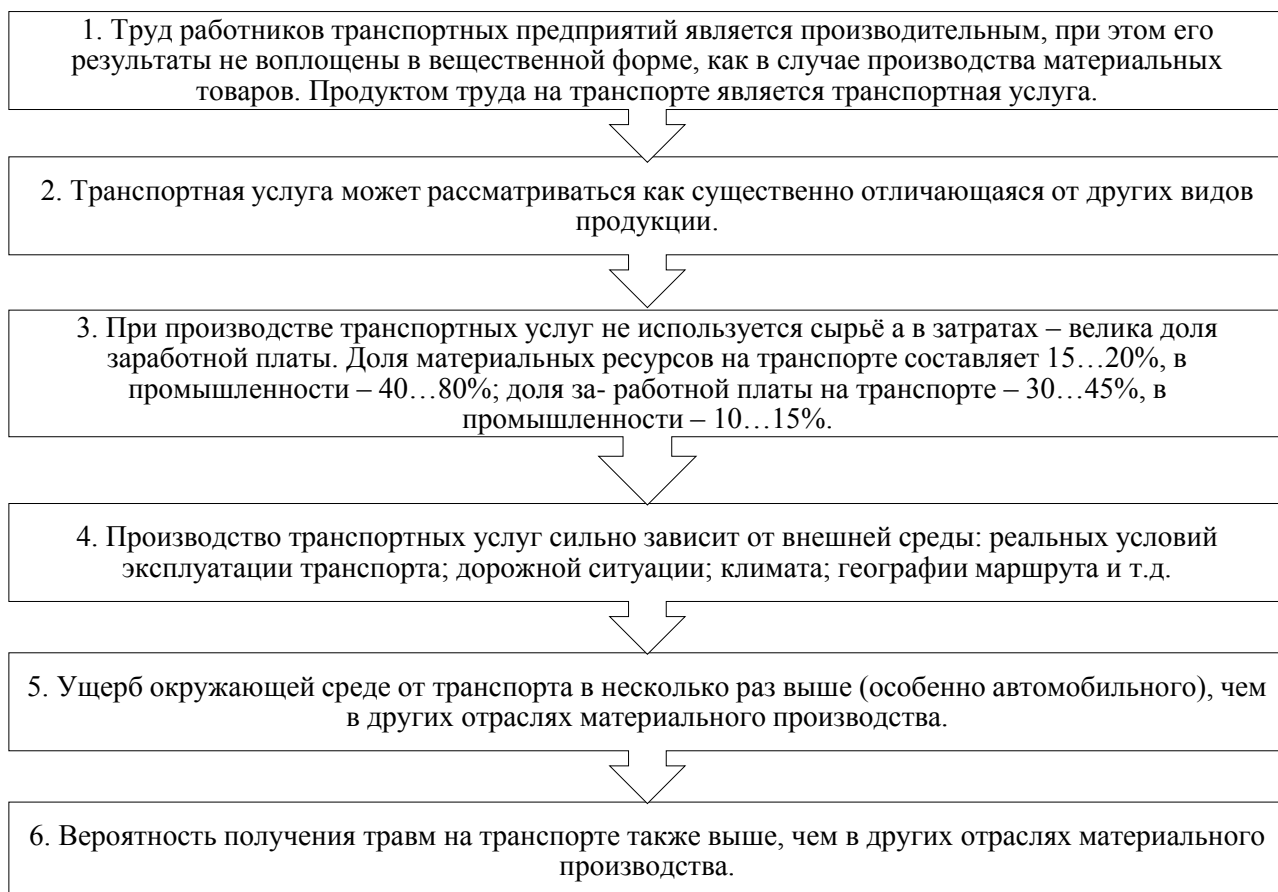 1. Труд работников транспортных предприятий является производительным, при этом его
результаты не воплощены в вещественной форме, как в случае производства материальных
товаров. Продуктом труда на транспорте является транспортная услуга.
2. Транспортная услуга может рассматриваться как существенно отличающаяся от других видов
продукции.
3. При производстве транспортных услуг не используется сырьё а в затратах – велика доля
заработной платы. Доля материальных ресурсов на транспорте составляет 15…20%, в
промышленности – 40…80%; доля за- работной платы на транспорте – 30…45%, в
промышленности – 10…15%.
4. Производство транспортных услуг сильно зависит от внешней среды: реальных условий
эксплуатации транспорта; дорожной ситуации; климата; географии маршрута и т.д.
5. Ущерб окружающей среде от транспорта в несколько раз выше (особенно автомобильного), чем
в других отраслях материального производства.
6. Вероятность получения травм на транспорте также выше, чем в других отраслях материального
производства.